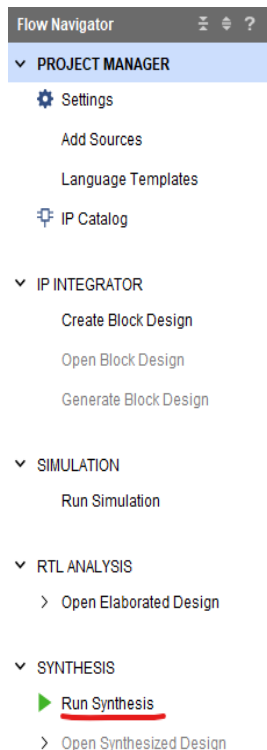 Flow Navigator ?
PROJECT MANAGER
Settings
Add Sources
Language Templates
IP Catalog
IP INTEGRATOR
Create Block Design
Open Block Design
Generate Block Design
SIMULATION
Run Simulation
RTL ANALYSIS
Open Elaborated Design
SYNTHESIS
Run Synthesis
Open Synthesized Design